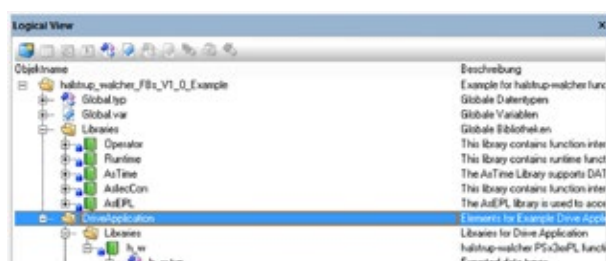 Logical View
Objektname Beschreibung
halstrup_walcher_FBs_V1_0_Example Example for halstrup-walcher func
Global.typ Globale Datentypen
Global.var Globale Variablen
Libraries Globale Bibliotheken
Operator This library contains function inter
Runtime This library contains runtime funct
AsTime The AsTime Library supports DAT
AsIecCon This library contains function inter
AsEPL The AsEPL library is used to acce
DriveApplication Elements for Example Drive Appl
Libraries Libraries for Drive Application
h_w halstrup-walcher PSx3xxPL functi